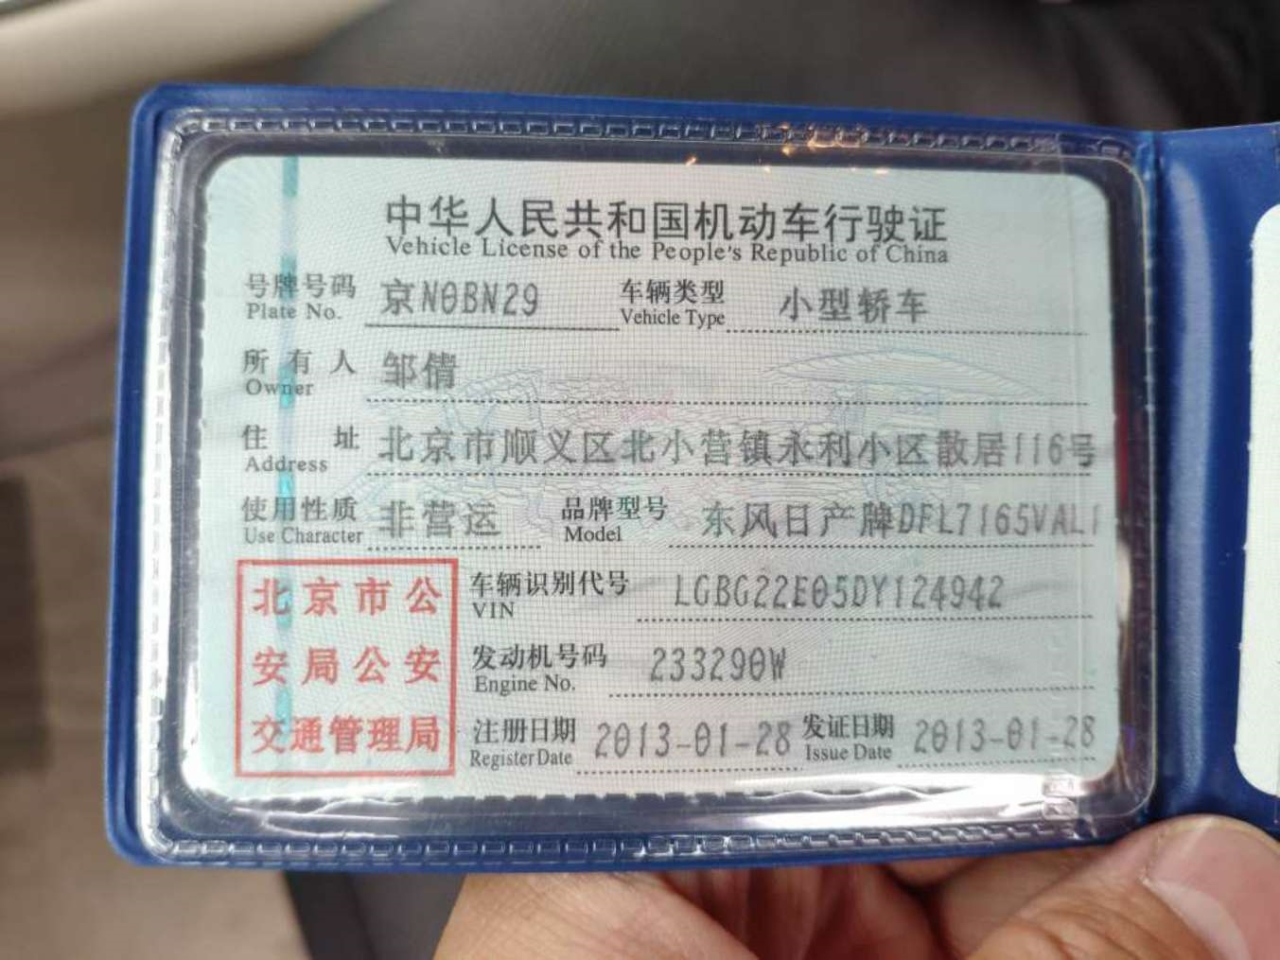 中华人民共和国机动车行驶证
Vehicle License of the People's Republic of China
号牌号码 京N0BN29 车辆类型 小型轿车
Plate No. Vehicle Type
所有人 邹倩
Owner
住址 北京市顺义区北小营镇永利小区散居116号
Address
使用性质 非营运 品牌型号 东风日产牌DFL7165VAL1
Use Character Model
北京市公
安局公安
交通管理局
车辆识别代号 LGBG22E05DY124942
VIN
发动机号码 233290W
Engine No.
注册日期 2013-01-28 发证日期 2013-01-28
Register Date Issue Date